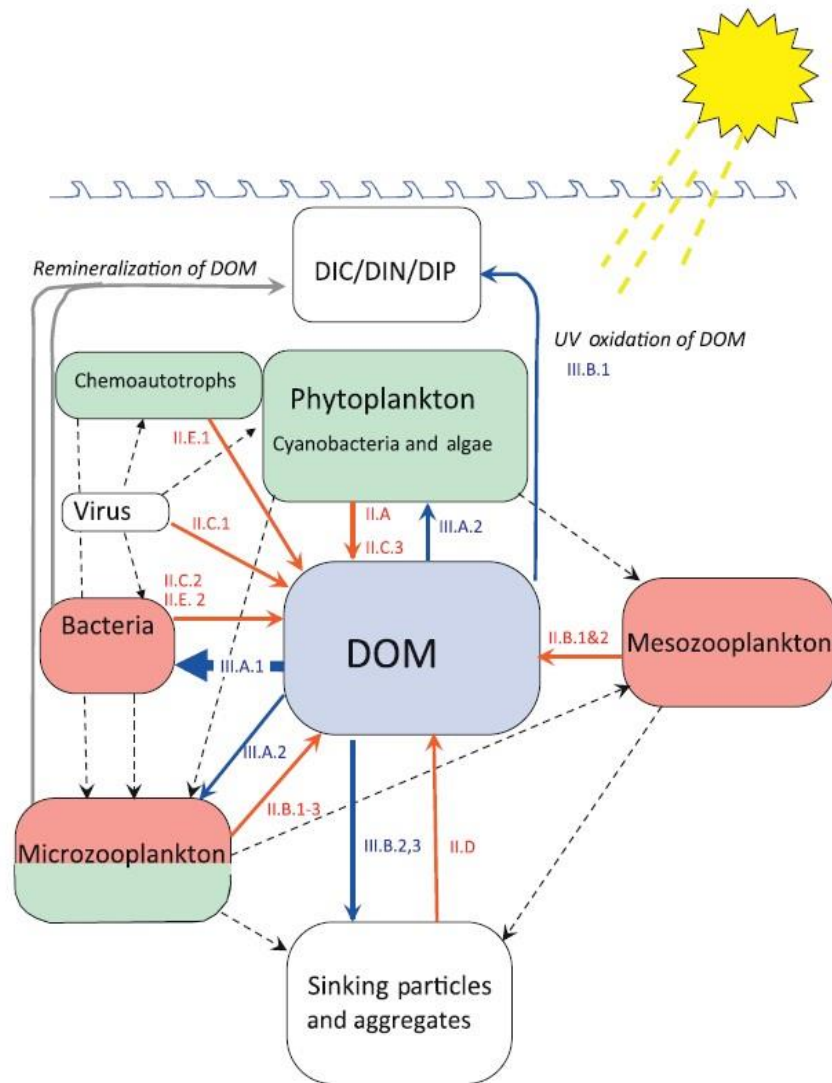 Remineralization of DOM
DIC/DIN/DIP
UV oxidation of DOM
III.B.1
Chemoautotrophs
Phytoplankton
Cyanobacteria and algae
II.E.1
Virus
II.C.1
II.A
II.C.3
III.A.2
II.C.2
II.E. 2
Bacteria
III.A.1
DOM
II.B.1&2
Mesozooplankton
III.A.2
II.B.1-3
Microzooplankton
III.B.2,3
II.D
Sinking particles
and aggregates